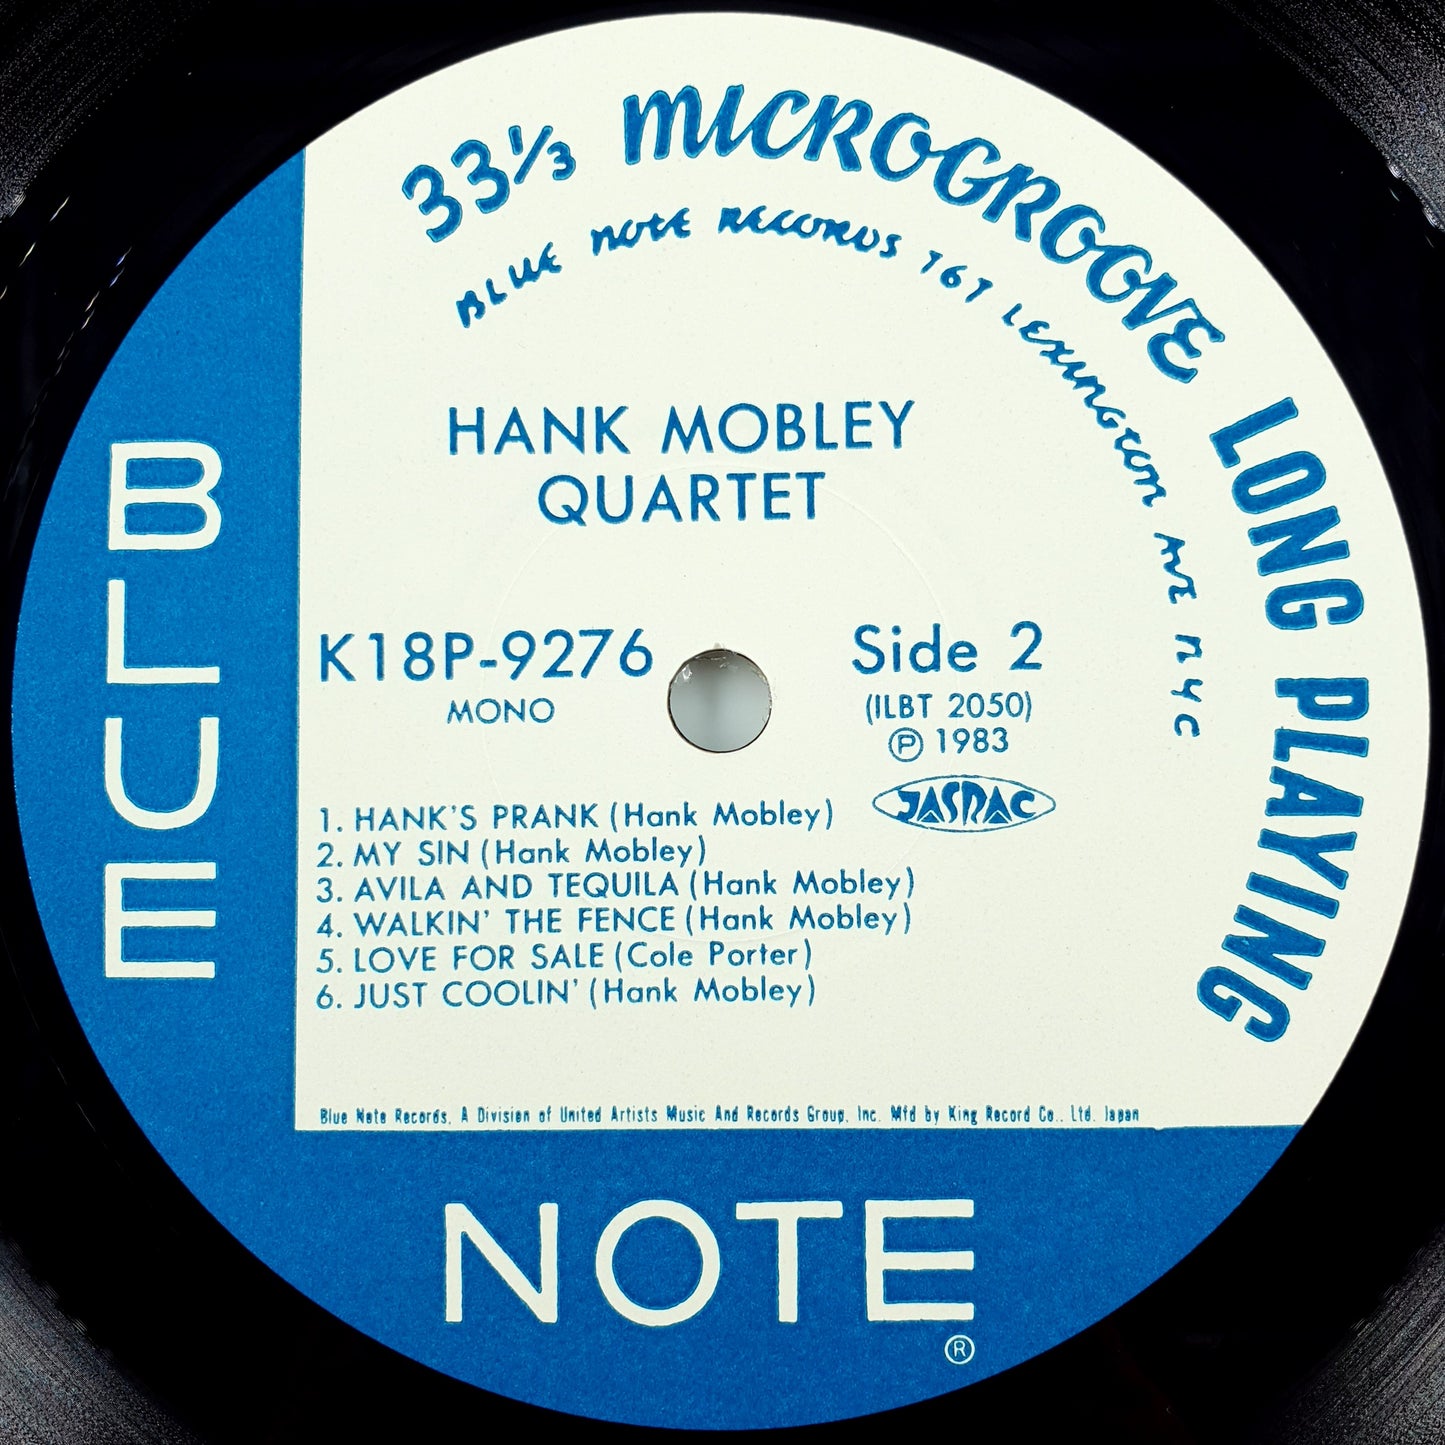 33⅓ MICROGROOVE LONG PLAYING
BLUE NOTE RECORDS 767 LEXINGTON AVE NYC
HANK MOBLEY
QUARTET
K18P-9276
MONO
Side 2
(ILBT 2050)
Ⓟ 1983
JASRAC
1. HANK'S PRANK (Hank Mobley)
2. MY SIN (Hank Mobley)
3. AVILA AND TEQUILA (Hank Mobley)
4. WALKIN' THE FENCE (Hank Mobley)
5. LOVE FOR SALE (Cole Porter)
6. JUST COOLIN' (Hank Mobley)
Blue Note Records, A Division of United Artists Music And Records Group, Inc. Mfd by King Record Co., Ltd. Japan
BLUE
NOTE
®